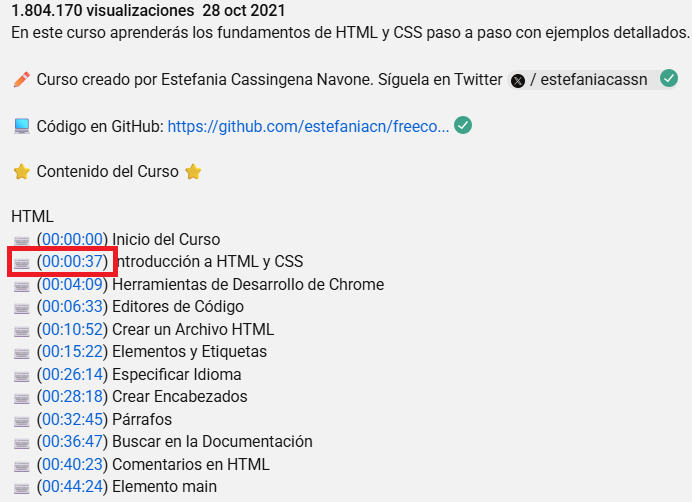 1.804.170 visualizaciones  28 oct 2021
En este curso aprenderás los fundamentos de HTML y CSS paso a paso con ejemplos detallados.
Curso creado por Estefania Cassingena Navone. Síguela en Twitter X / estefaniacassn
Código en GitHub: https://github.com/estefaniacn/freeco...
Contenido del Curso
HTML
(00:00:00) Inicio del Curso
(00:00:37) Introducción a HTML y CSS
(00:04:09) Herramientas de Desarrollo de Chrome
(00:06:33) Editores de Código
(00:10:52) Crear un Archivo HTML
(00:15:22) Elementos y Etiquetas
(00:26:14) Especificar Idioma
(00:28:18) Crear Encabezados
(00:32:45) Párrafos
(00:36:47) Buscar en la Documentación
(00:40:23) Comentarios en HTML
(00:44:24) Elemento main